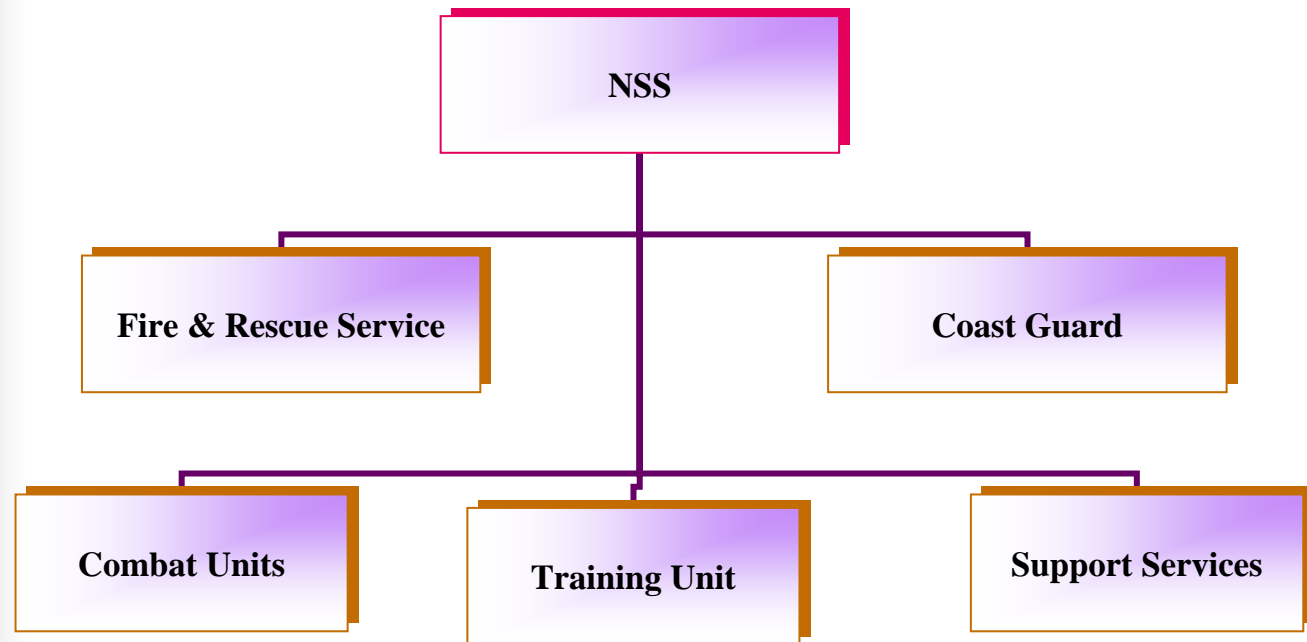 NSS
Fire & Rescue Service
Coast Guard
Combat Units
Training Unit
Support Services